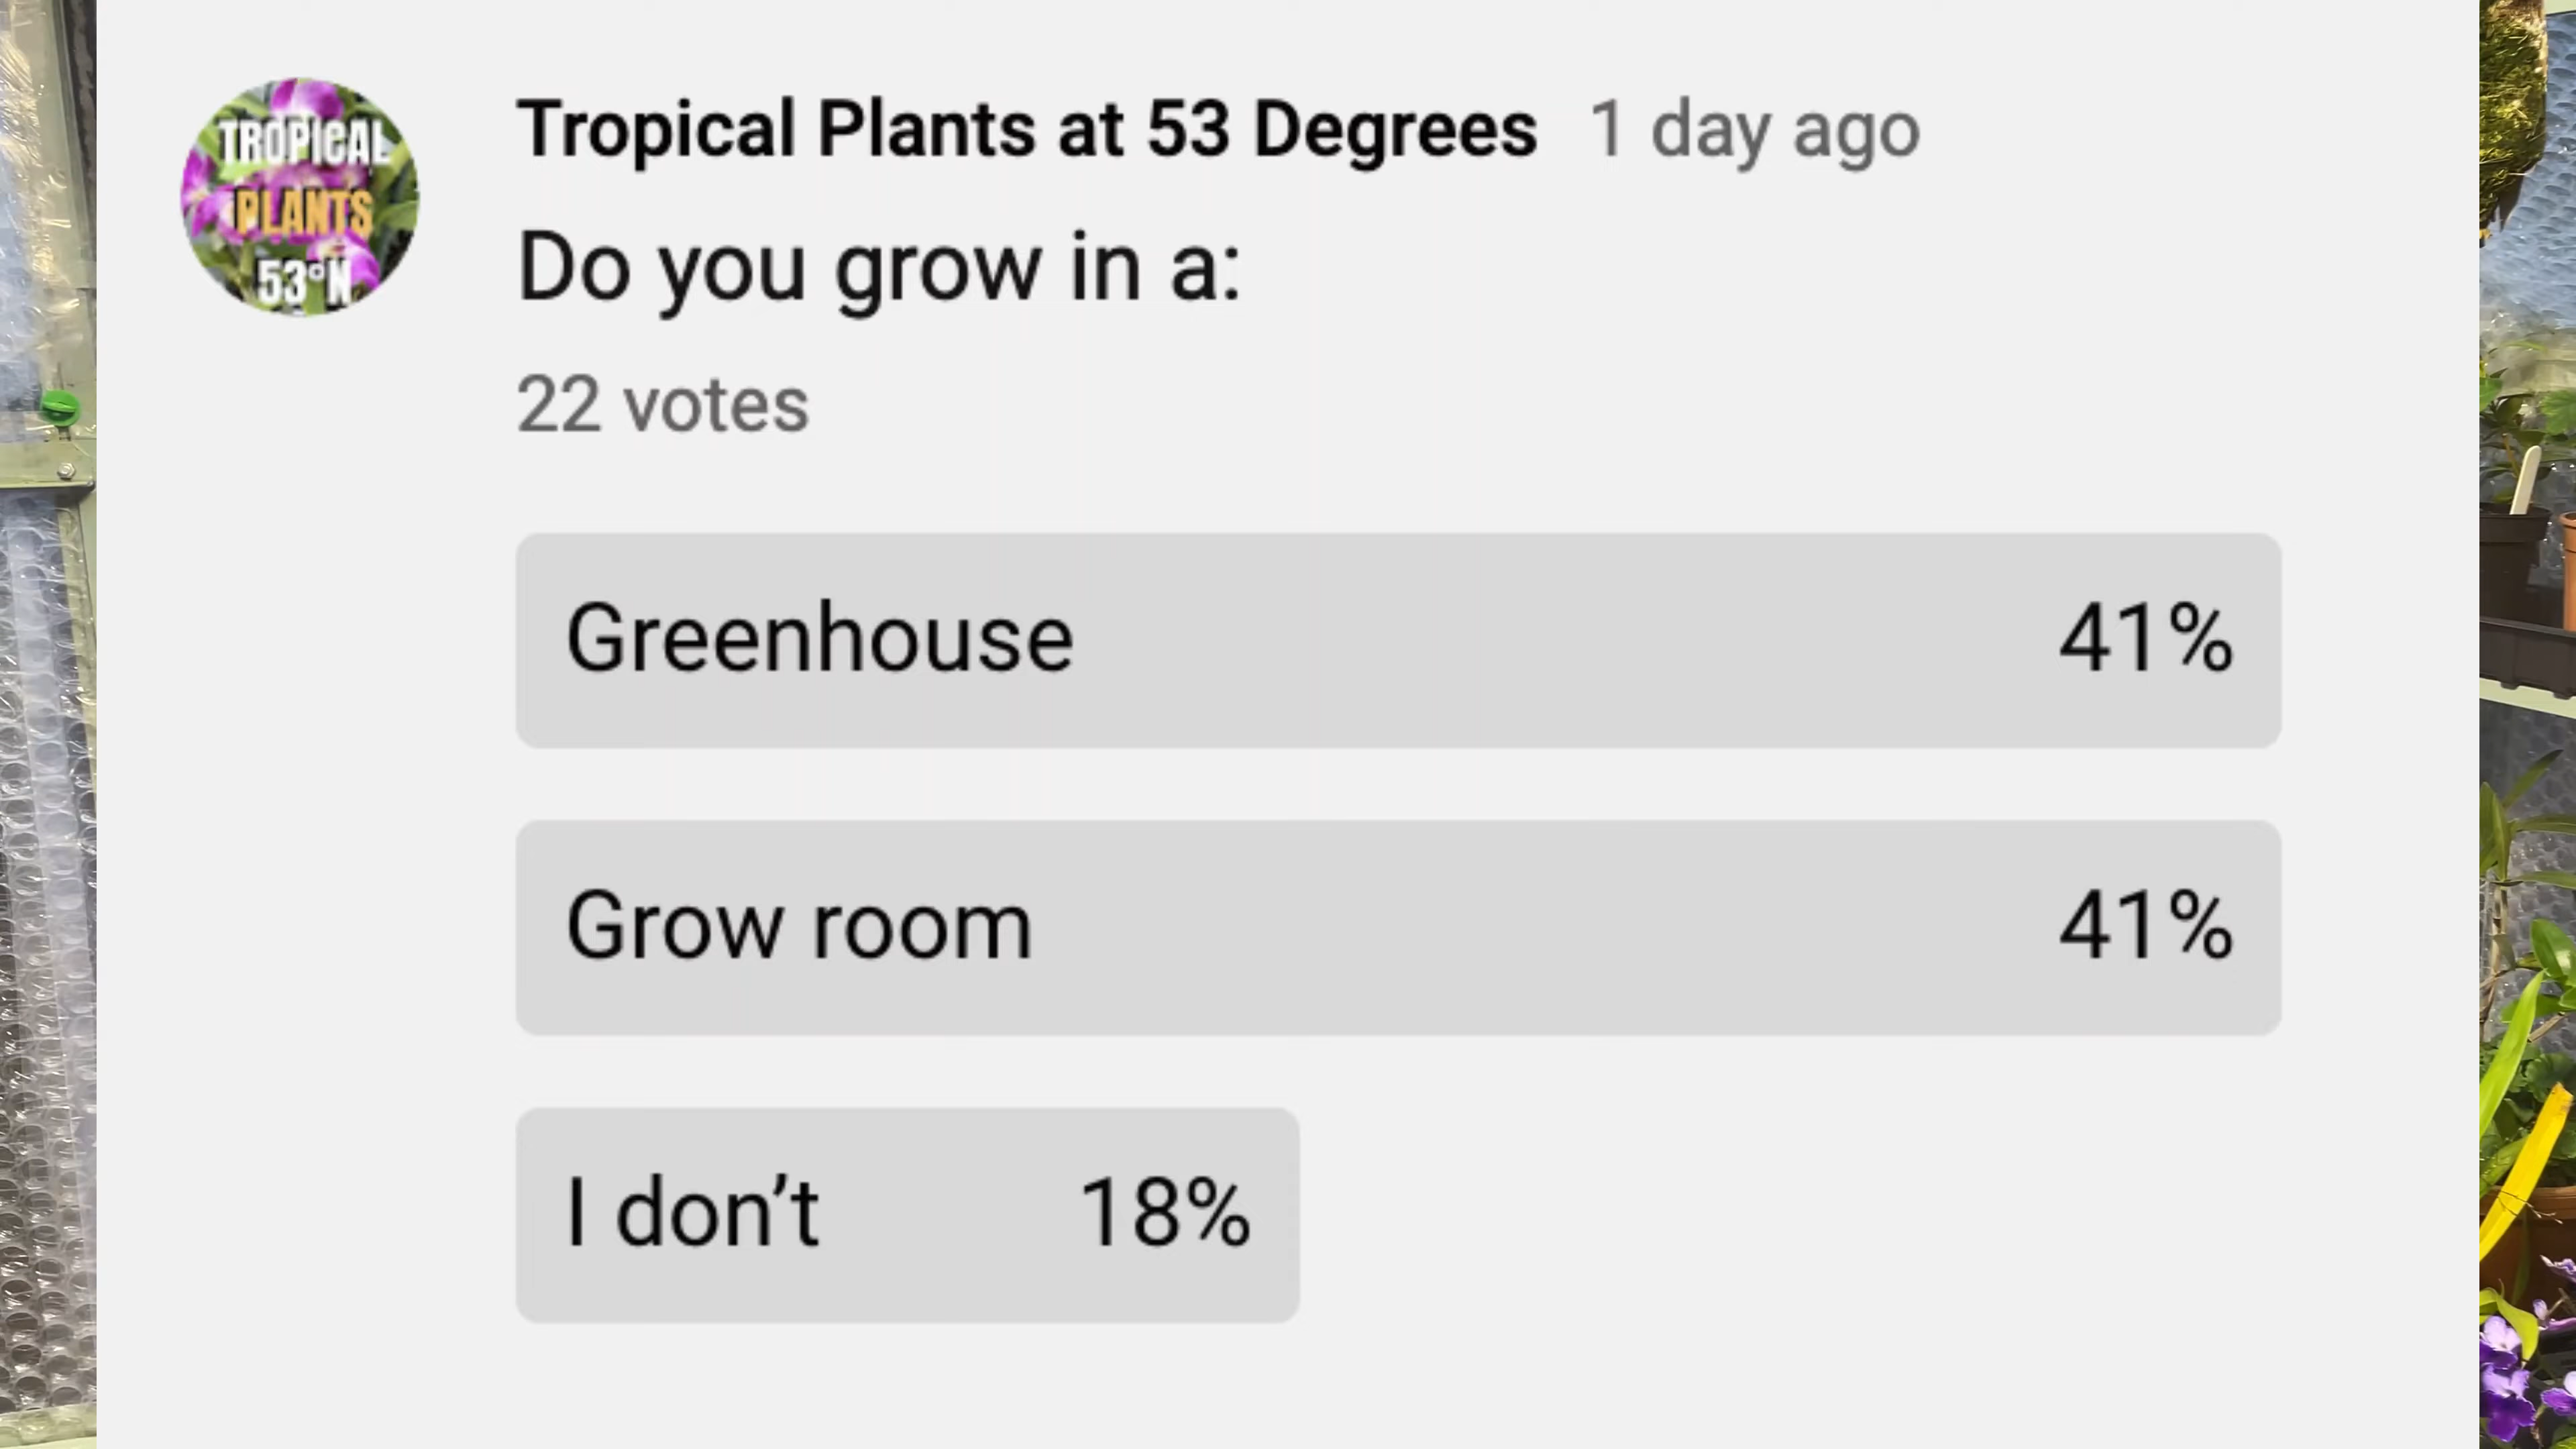 TROPICAL
PLANTS
53°N
Tropical Plants at 53 Degrees 1 day ago
Do you grow in a:
22 votes
Greenhouse 41%
Grow room 41%
I don’t 18%